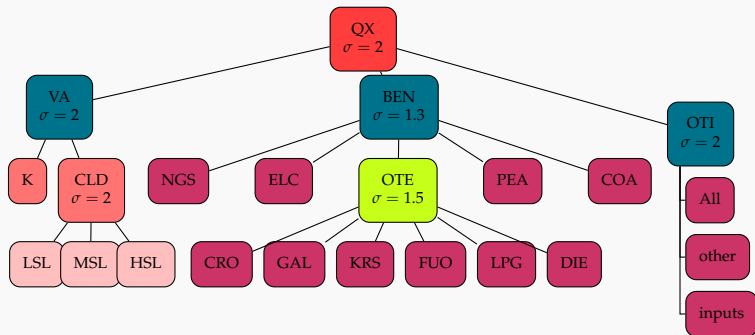 QX
σ = 2
VA
σ = 2
BEN
σ = 1.3
OTI
σ = 2
K
CLD
σ = 2
NGS
ELC
OTE
σ = 1.5
PEA
COA
All
LSL
MSL
HSL
CRO
GAL
KRS
FUO
LPG
DIE
other
inputs